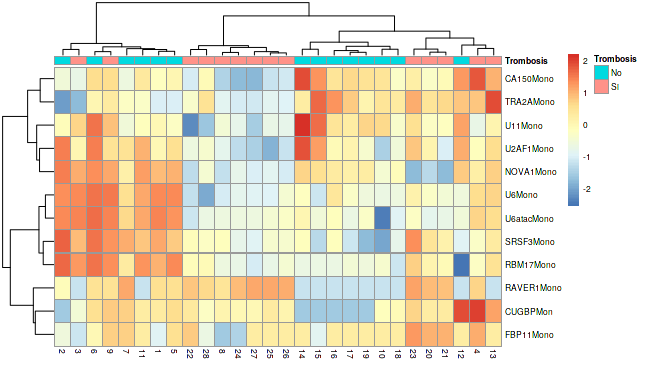 Trombosis
CA150Mono
TRA2AMono
U11Mono
U2AF1Mono
NOVA1Mono
U6Mono
U6atacMono
SRSF3Mono
RBM17Mono
RAVER1Mono
CUGBPMon
FBP11Mono
2 3 6 9 7 11 1 5 22 28 8 24 27 25 26 14 15 16 17 19 10 18 23 20 21 12 4 13
2
1
0
-1
-2
Trombosis
No
SI